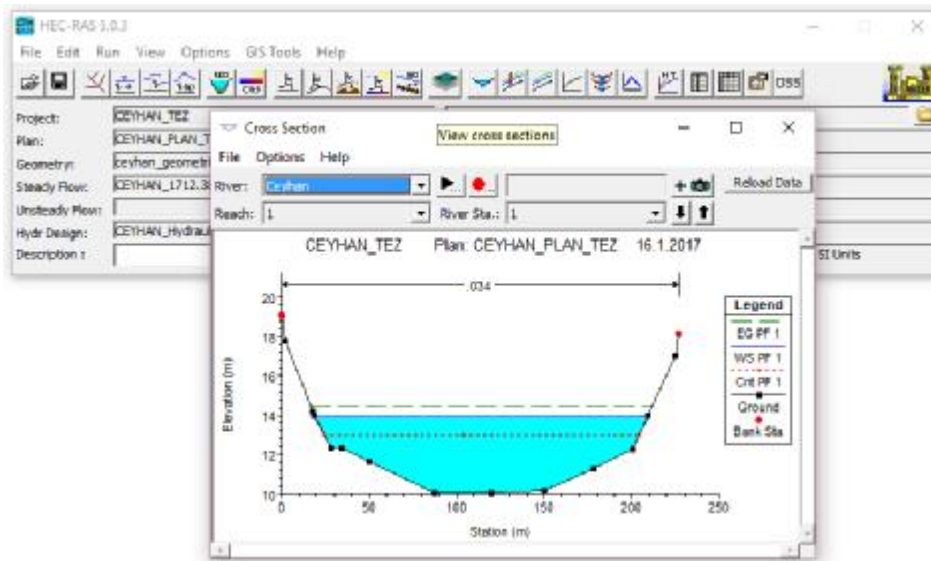 HEC-RAS 5.0.3
File Edit Run View Options GIS Tools Help
DSS
Project: CEYHAN_TEZ
Plan: CEYHAN_PLAN_T
Geometry: ceyhan_geometri
Steady Flow: CEYHAN_1712.38
Unsteady Flow:
Hydr Design: CEYHAN_Hydraul
Description :
SI Units
Cross Section
View cross sections
File Options Help
River: Ceyhan
Reload Data
Reach: 1 River Sta.: 1
CEYHAN_TEZ Plan: CEYHAN_PLAN_TEZ 16.1.2017
.034
Elevation (m)
20
18
16
14
12
10
0 50 100 150 200 250
Station (m)
Legend
EG PF 1
WS PF 1
Crit PF 1
Ground
Bank Sta